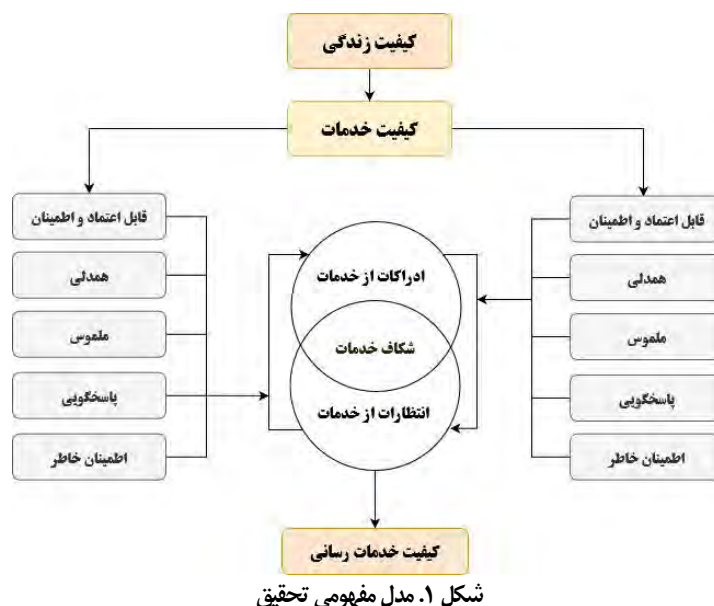 کیفیت زندگی
کیفیت خدمات
قابل اعتماد و اطمینان
همدلی
ملموس
پاسخگویی
اطمینان خاطر
ادراکات از خدمات
شکاف خدمات
انتظارات از خدمات
قابل اعتماد و اطمینان
همدلی
ملموس
پاسخگویی
اطمینان خاطر
کیفیت خدمات رسانی
شکل ۱. مدل مفهومی تحقیق